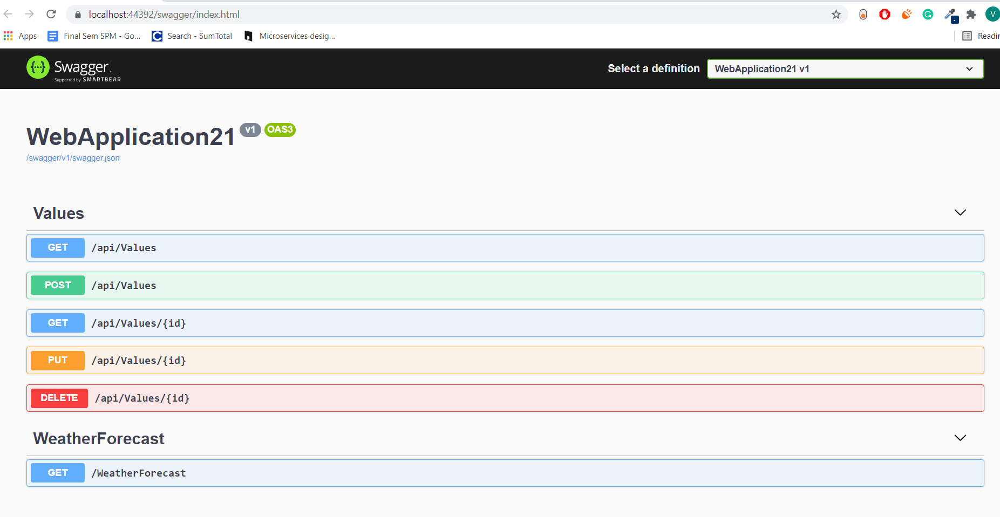 localhost:44392/swagger/index.html
V
Apps Final Sem SPM - Go... Search - SumTotal Microservices desig... Readin
{...} Swagger
Supported by SMARTBEAR
Select a definition WebApplication21 v1
WebApplication21 v1 OAS3
/swagger/v1/swagger.json
Values
GET /api/Values
POST /api/Values
GET /api/Values/{id}
PUT /api/Values/{id}
DELETE /api/Values/{id}
WeatherForecast
GET /WeatherForecast